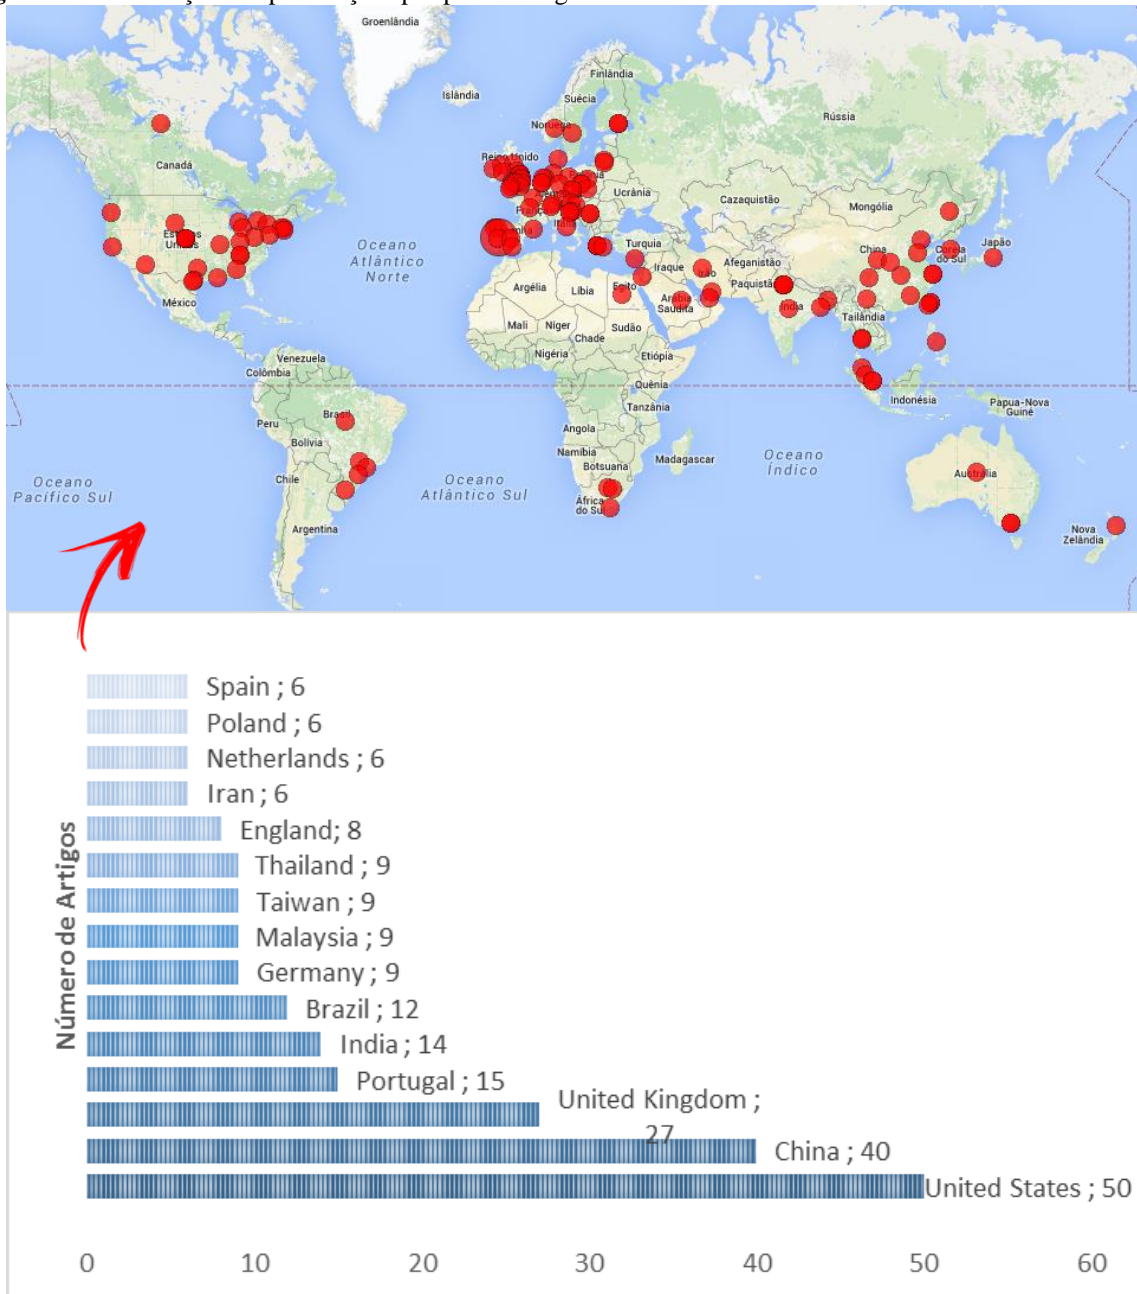 Groenlândia
Islândia
Finlândia
Suécia
Noruega
Rússia
Canadá
Reino Unido
Ucrânia
Cazaquistão
Mongólia
Oceano
Atlântico
Norte
Turquia
China
Coreia
do Sul
Japão
Afeganistão
Iraque
Irão
Paquistão
México
Argélia
Líbia
Egito
Arábia
Saudita
Índia
Tailândia
Mali
Níger
Chade
Sudão
Nigéria
Etiópia
Venezuela
Colômbia
Quênia
Tanzânia
Indonésia
Papua-Nova
Guiné
Brasil
Peru
Bolívia
Angola
Namíbia
Botsuana
Madagascar
Oceano
Índico
Oceano
Pacífico Sul
Chile
Oceano
Atlântico Sul
África
do Sul
Austrália
Argentina
Nova
Zelândia
Número de Artigos
Spain ; 6
Poland ; 6
Netherlands ; 6
Iran ; 6
England; 8
Thailand ; 9
Taiwan ; 9
Malaysia ; 9
Germany ; 9
Brazil ; 12
India ; 14
Portugal ; 15
United Kingdom ;
27
China ; 40
United States ; 50
0 10 20 30 40 50 60